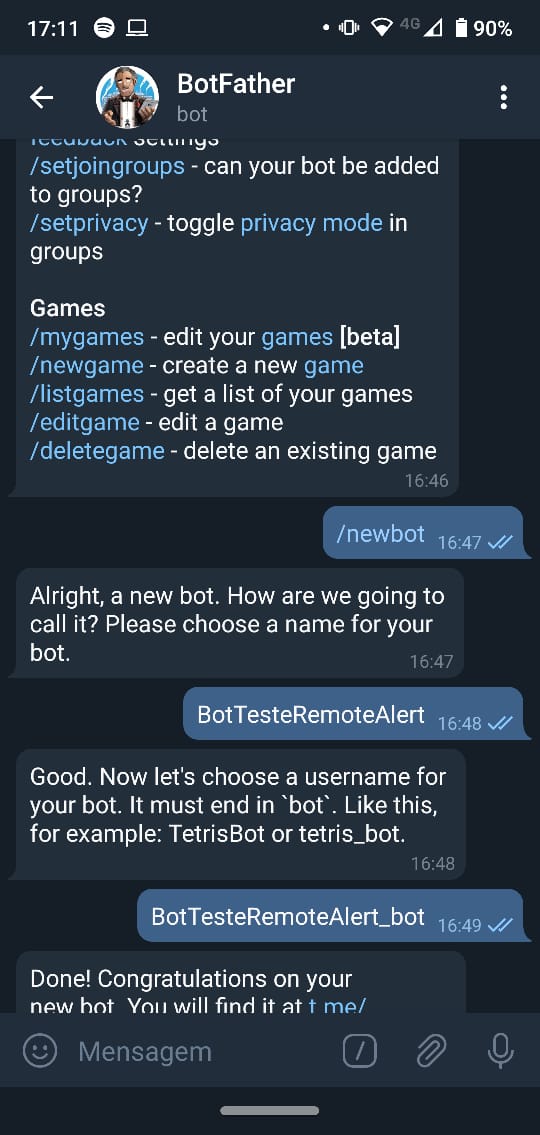 17:11
4G
90%
BotFather
bot
feedback settings
/setjoingroups - can your bot be added
to groups?
/setprivacy - toggle privacy mode in
groups
Games
/mygames - edit your games [beta]
/newgame - create a new game
/listgames - get a list of your games
/editgame - edit a game
/deletegame - delete an existing game
16:46
/newbot 16:47
Alright, a new bot. How are we going to
call it? Please choose a name for your
bot.
16:47
BotTesteRemoteAlert 16:48
Good. Now let's choose a username for
your bot. It must end in `bot`. Like this,
for example: TetrisBot or tetris_bot.
16:48
BotTesteRemoteAlert_bot 16:49
Done! Congratulations on your
new bot. You will find it at t.me/
Mensagem